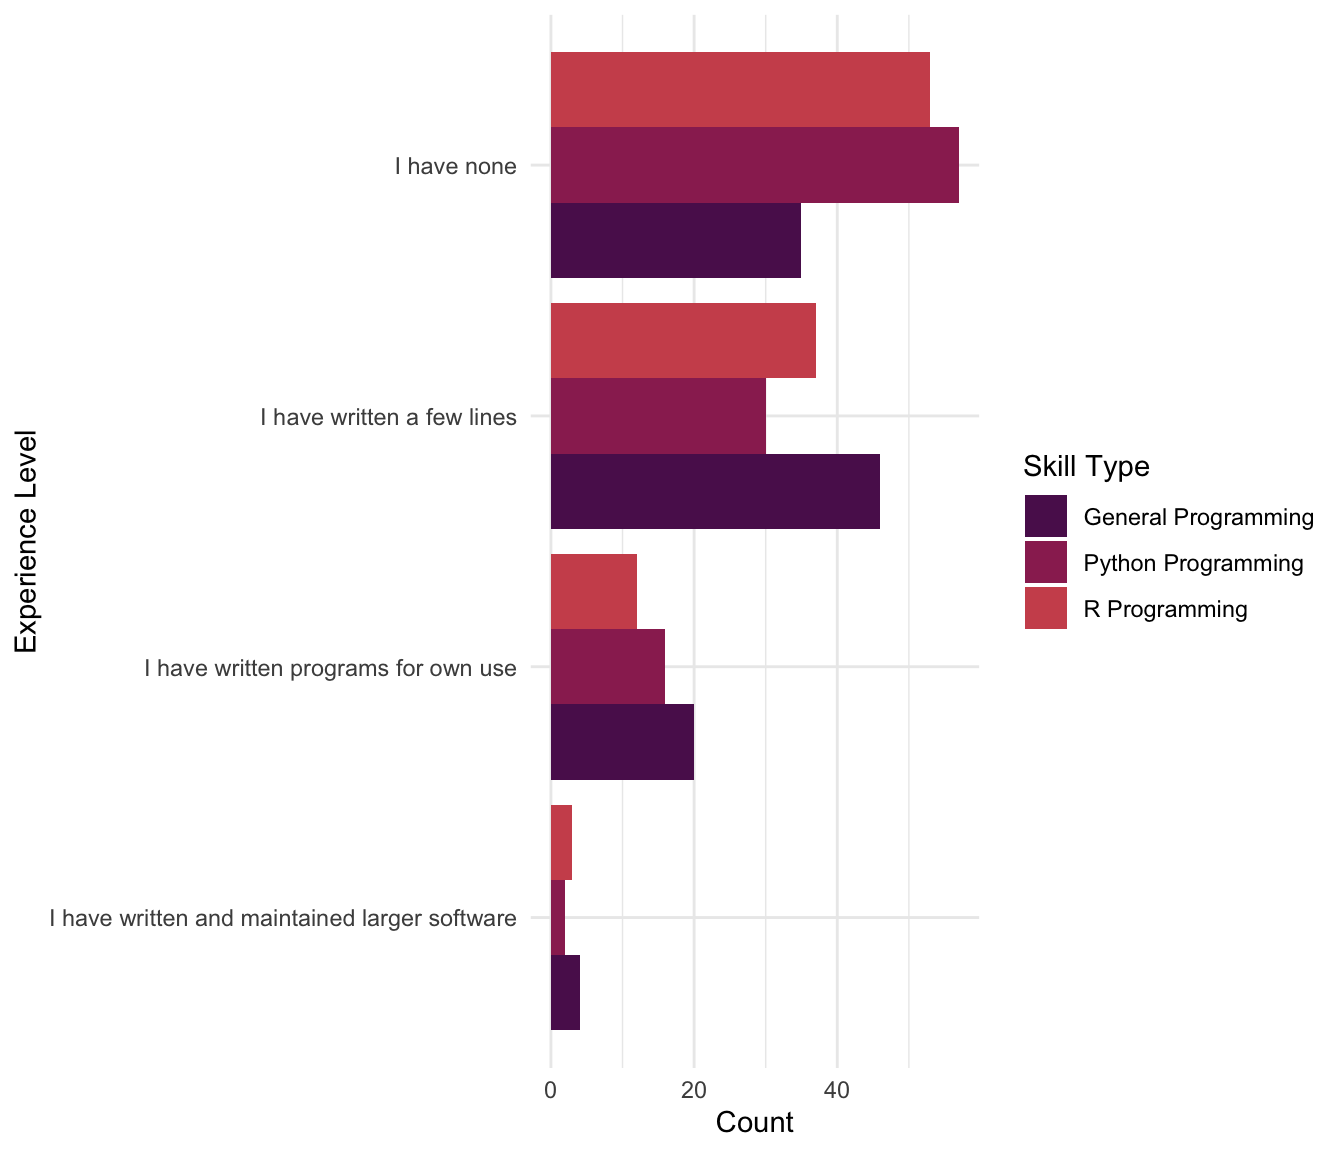 I have none
I have written a few lines
I have written programs for own use
I have written and maintained larger software
Experience Level
0 20 40
Count
Skill Type
General Programming
Python Programming
R Programming